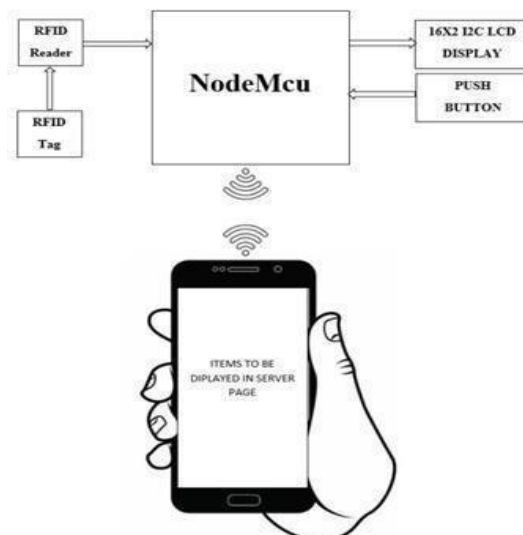 RFID
Reader
RFID
Tag
NodeMcu
16X2 I2C LCD
DISPLAY
PUSH
BUTTON
ITEMS TO BE
DIPLAYED IN SERVER
PAGE